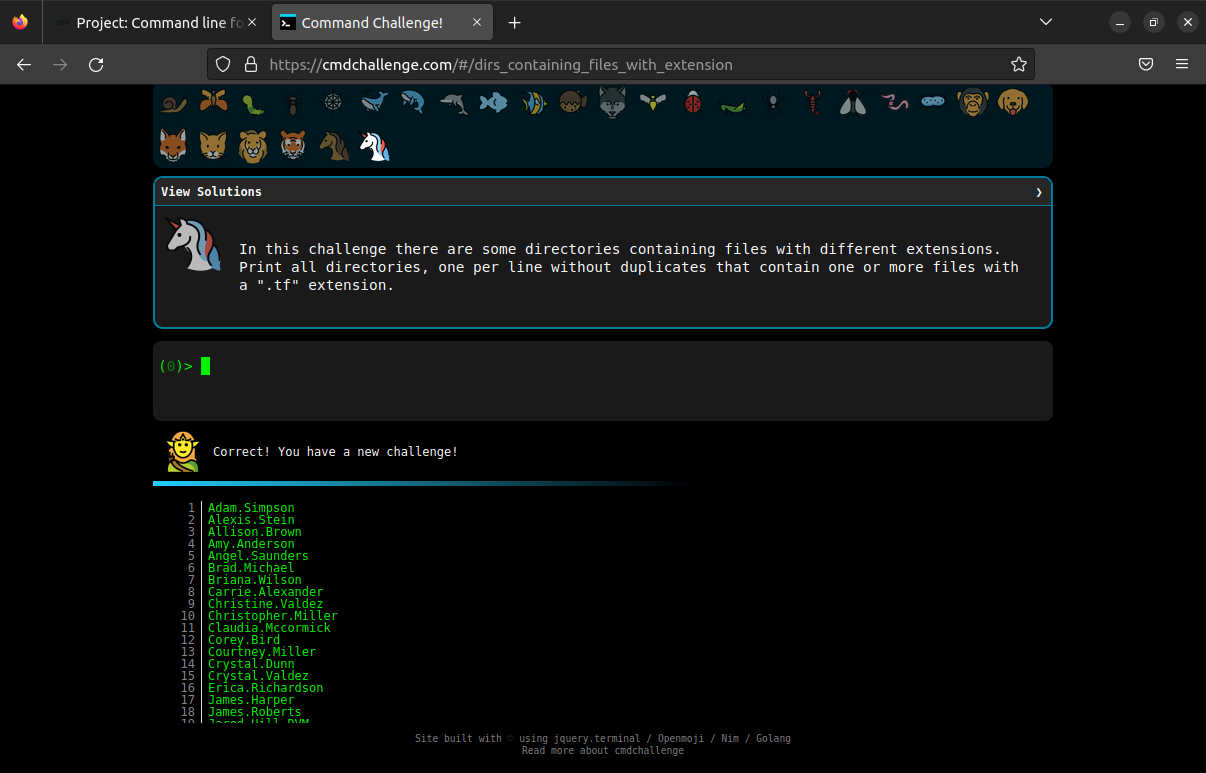 Project: Command line fo
Command Challenge!
https://cmdchallenge.com/#/dirs_containing_files_with_extension
View Solutions
In this challenge there are some directories containing files with different extensions.
Print all directories, one per line without duplicates that contain one or more files with
a ".tf" extension.
(0)>
Correct! You have a new challenge!
1 Adam.Simpson
2 Alexis.Stein
3 Allison.Brown
4 Amy.Anderson
5 Angel.Saunders
6 Brad.Michael
7 Briana.Wilson
8 Carrie.Alexander
9 Christine.Valdez
10 Christopher.Miller
11 Claudia.Mccormick
12 Corey.Bird
13 Courtney.Miller
14 Crystal.Dunn
15 Crystal.Valdez
16 Erica.Richardson
17 James.Harper
18 James.Roberts
19 Jared.Hill.DVM
Site built with ♡ using jquery.terminal / Openmoji / Nim / Golang
Read more about cmdchallenge